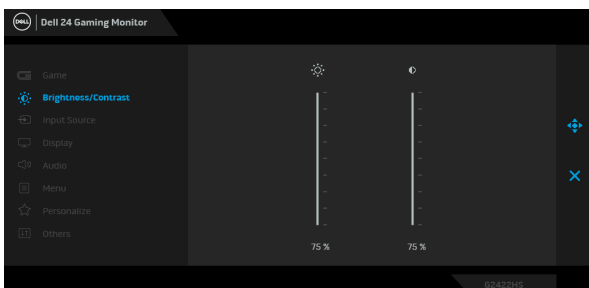 DELL
Dell 24 Gaming Monitor
Game
Brightness/Contrast
Input Source
Display
Audio
Menu
Personalize
Others
75 % 75 %
G2422HS